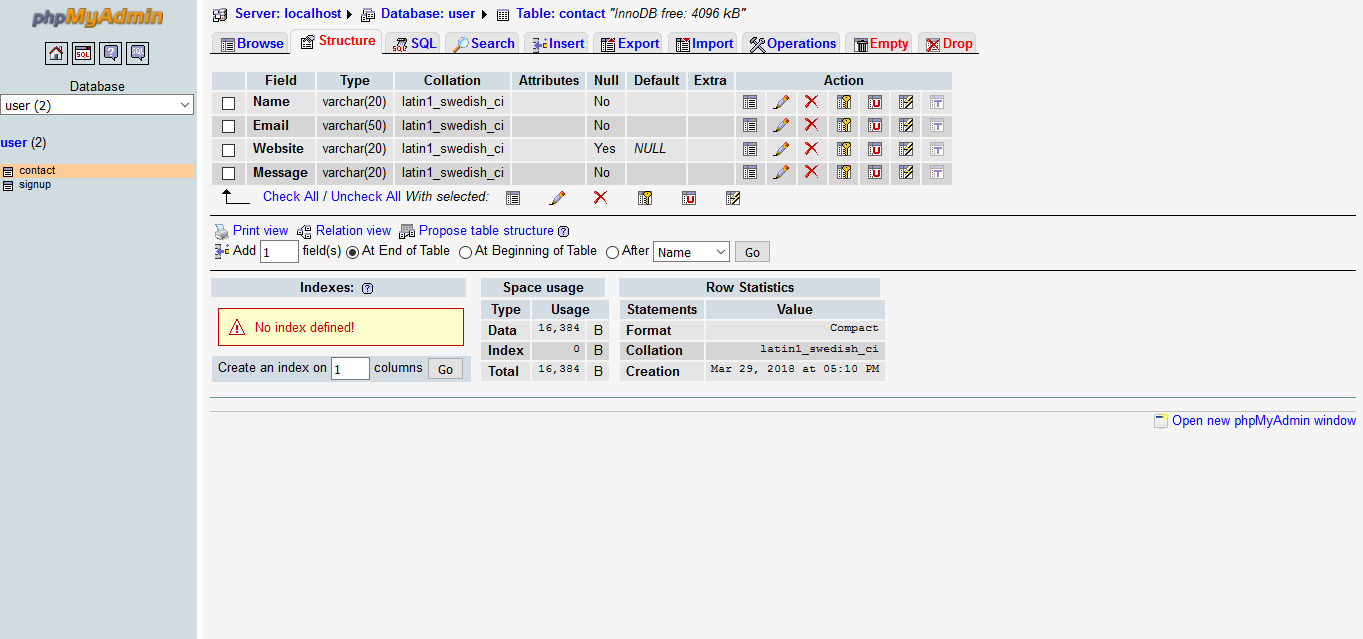 phpMyAdmin
Database
user (2)
user (2)
contact
signup
Server: localhost Database: user Table: contact "InnoDB free: 4096 kB"
Browse Structure SQL Search Insert Export Import Operations Empty Drop
Field Type Collation Attributes Null Default Extra Action
Name varchar(20) latin1_swedish_ci No
Email varchar(50) latin1_swedish_ci No
Website varchar(20) latin1_swedish_ci Yes NULL
Message varchar(20) latin1_swedish_ci No
Check All / Uncheck All With selected:
Print view Relation view Propose table structure
Add 1 field(s) At End of Table At Beginning of Table After Name Go
Indexes: Space usage Row Statistics
Type Usage Statements Value
No index defined!
Data 16,384 B Format Compact
Index 0 B Collation latin1_swedish_ci
Create an index on 1 columns Go
Total 16,384 B Creation Mar 29, 2018 at 05:10 PM
Open new phpMyAdmin window